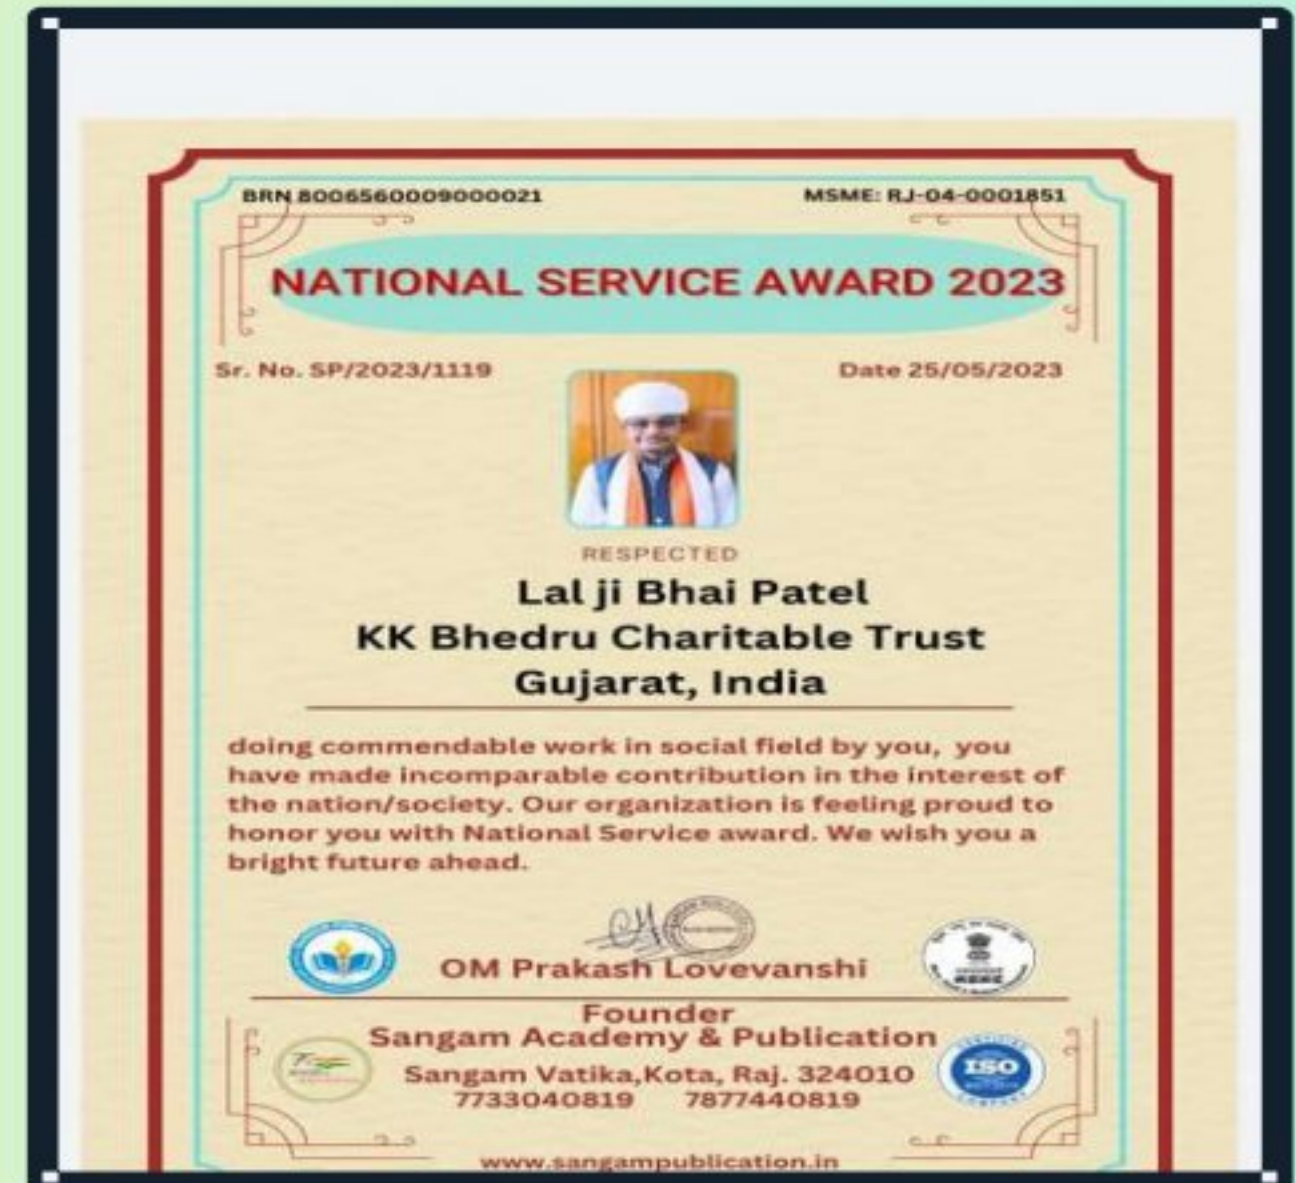 BRN 8006560009000021
MSME: RJ-04-0001851
NATIONAL SERVICE AWARD 2023
Sr. No. SP/2023/1119
Date 25/05/2023
RESPECTED
Lal ji Bhai Patel
KK Bhedru Charitable Trust
Gujarat, India
doing commendable work in social field by you, you
have made incomparable contribution in the interest of
the nation/society. Our organization is feeling proud to
honor you with National Service award. We wish you a
bright future ahead.
OM Prakash Lovevanshi
Founder
Sangam Academy & Publication
Sangam Vatika,Kota, Raj. 324010
7733040819 7877440819
ISO
www.sangampublication.in